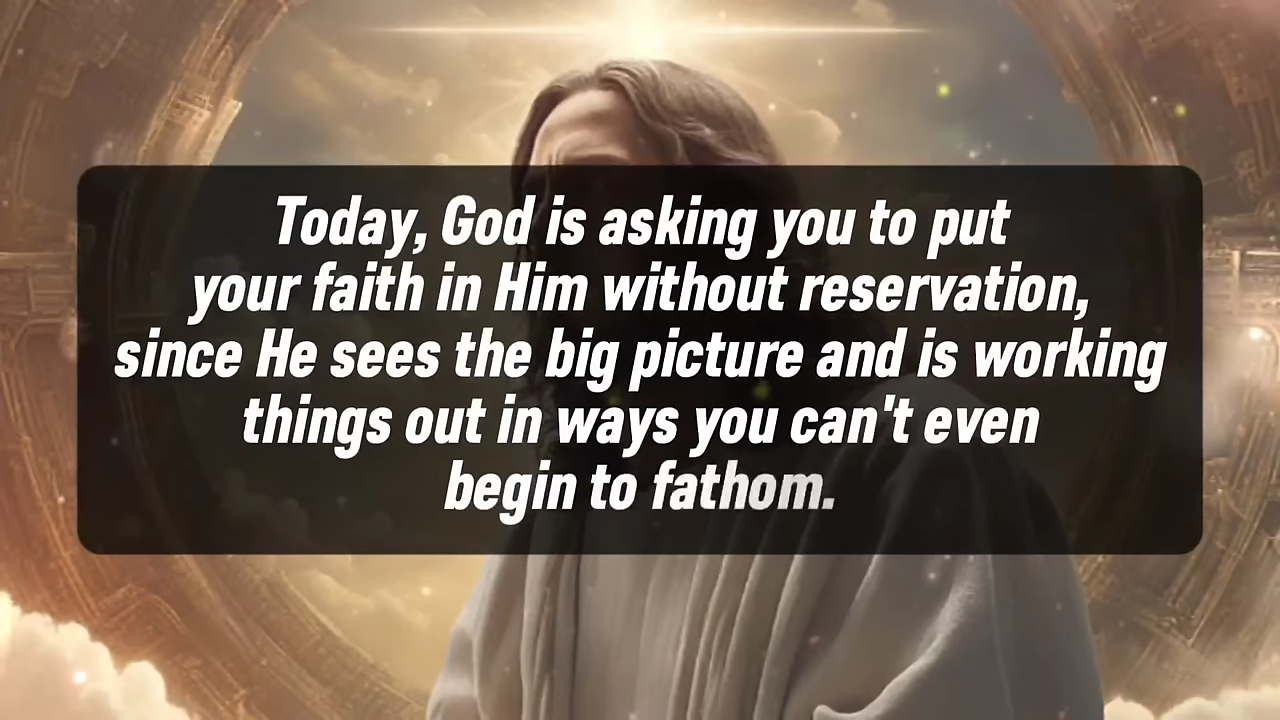 Today, God is asking you to put
your faith in Him without reservation,
since He sees the big picture and is working
things out in ways you can't even
begin to fathom.